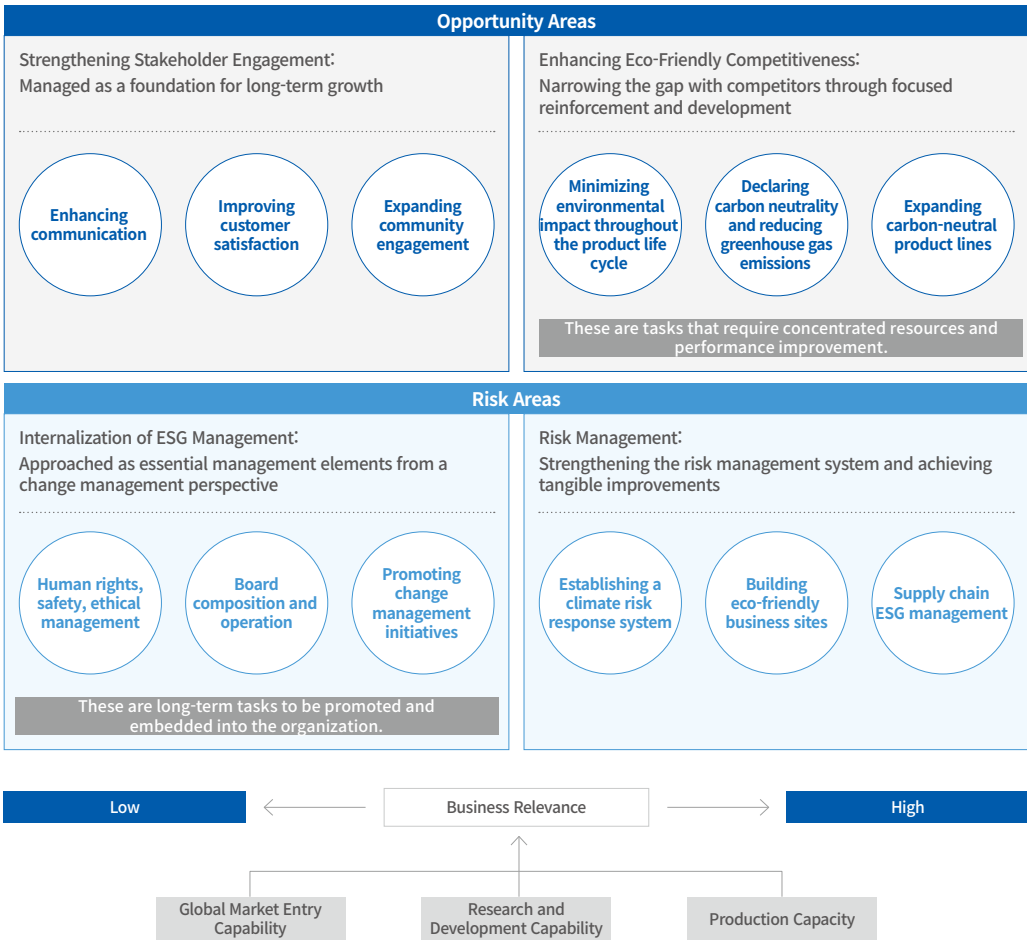 Opportunity Areas
Strengthening Stakeholder Engagement:
Managed as a foundation for long-term growth
Enhancing
communication
Improving
customer
satisfaction
Expanding
community
engagement
Enhancing Eco-Friendly Competitiveness:
Narrowing the gap with competitors through focused
reinforcement and development
Minimizing
environmental
impact throughout
the product life
cycle
Declaring
carbon neutrality
and reducing
greenhouse gas
emissions
Expanding
carbon-neutral
product lines
These are tasks that require concentrated resources and
performance improvement.
Risk Areas
Internalization of ESG Management:
Approached as essential management elements from a
change management perspective
Human rights,
safety, ethical
management
Board
composition and
operation
Promoting
change
management
initiatives
These are long-term tasks to be promoted and
embedded into the organization.
Risk Management:
Strengthening the risk management system and achieving
tangible improvements
Establishing a
climate risk
response system
Building
eco-friendly
business sites
Supply chain
ESG management
Low
Business Relevance
High
Global Market Entry
Capability
Research and
Development Capability
Production Capacity